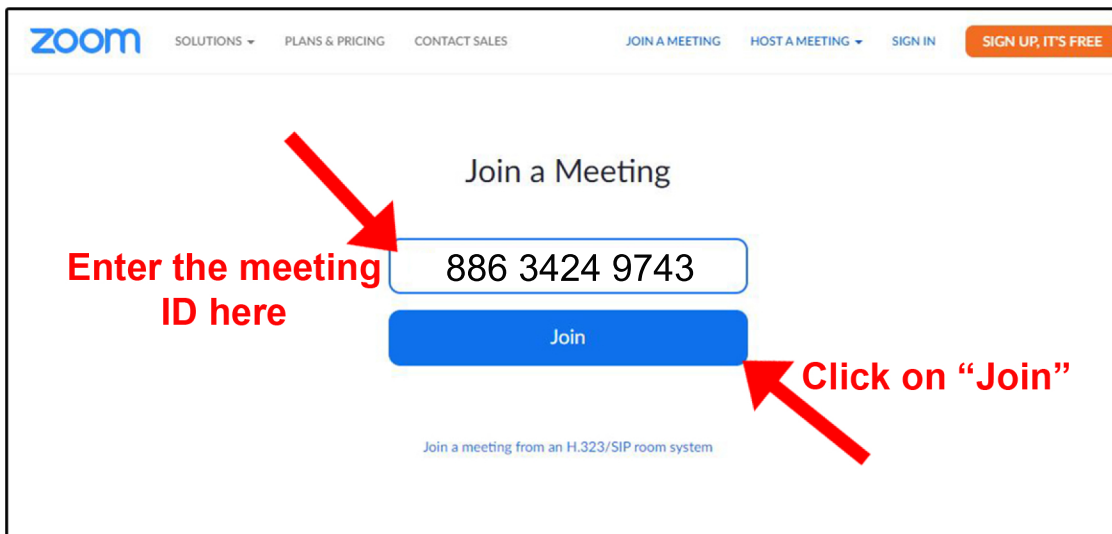 zoom SOLUTIONS PLANS & PRICING CONTACT SALES JOIN A MEETING HOST A MEETING SIGN IN SIGN UP, IT'S FREE
Join a Meeting
Enter the meeting
ID here
886 3424 9743
Join
Click on “Join”
Join a meeting from an H.323/SIP room system